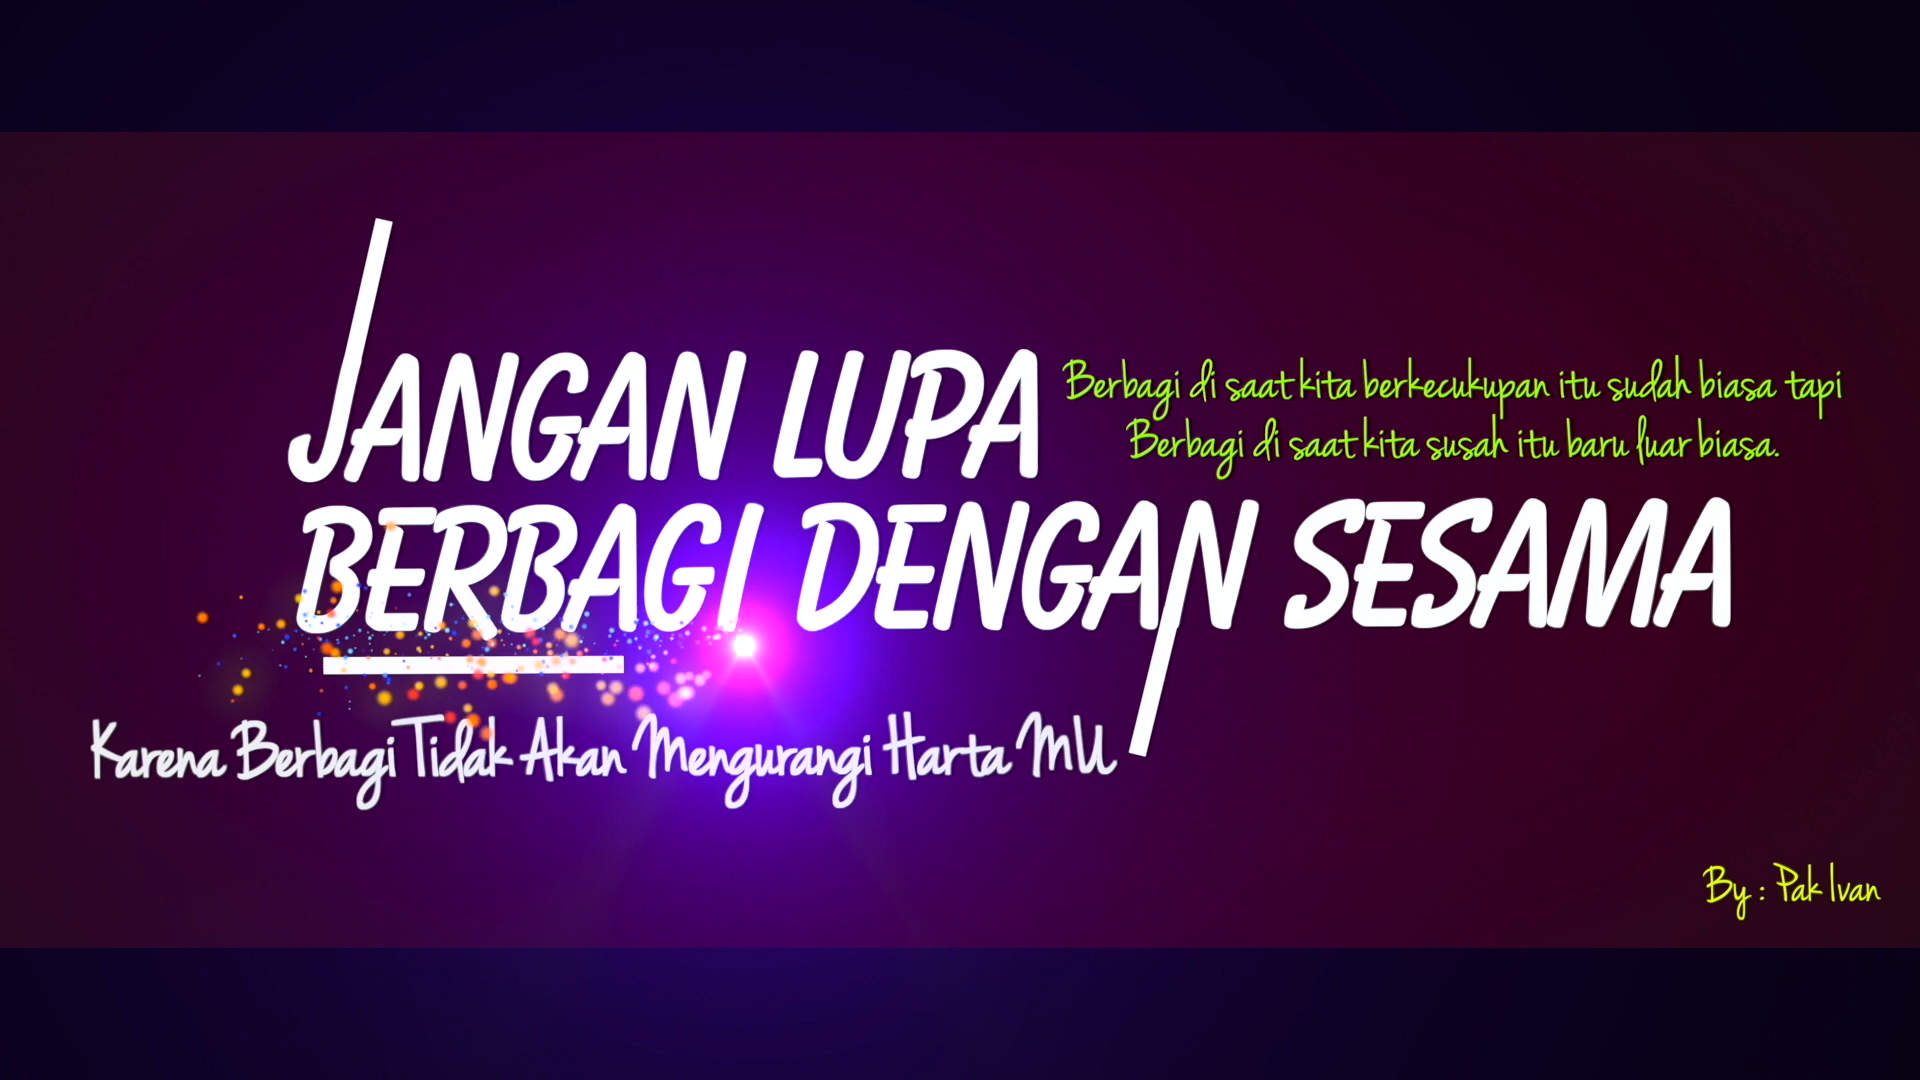 JANGAN LUPA
Berbagi di saat kita berkecukupan itu sudah biasa tapi
Berbagi di saat kita susah itu baru luar biasa.
BERBAGI DENGAN SESAMA
Karena Berbagi Tidak Akan Mengurangi Harta MU
By : Pak Ivan